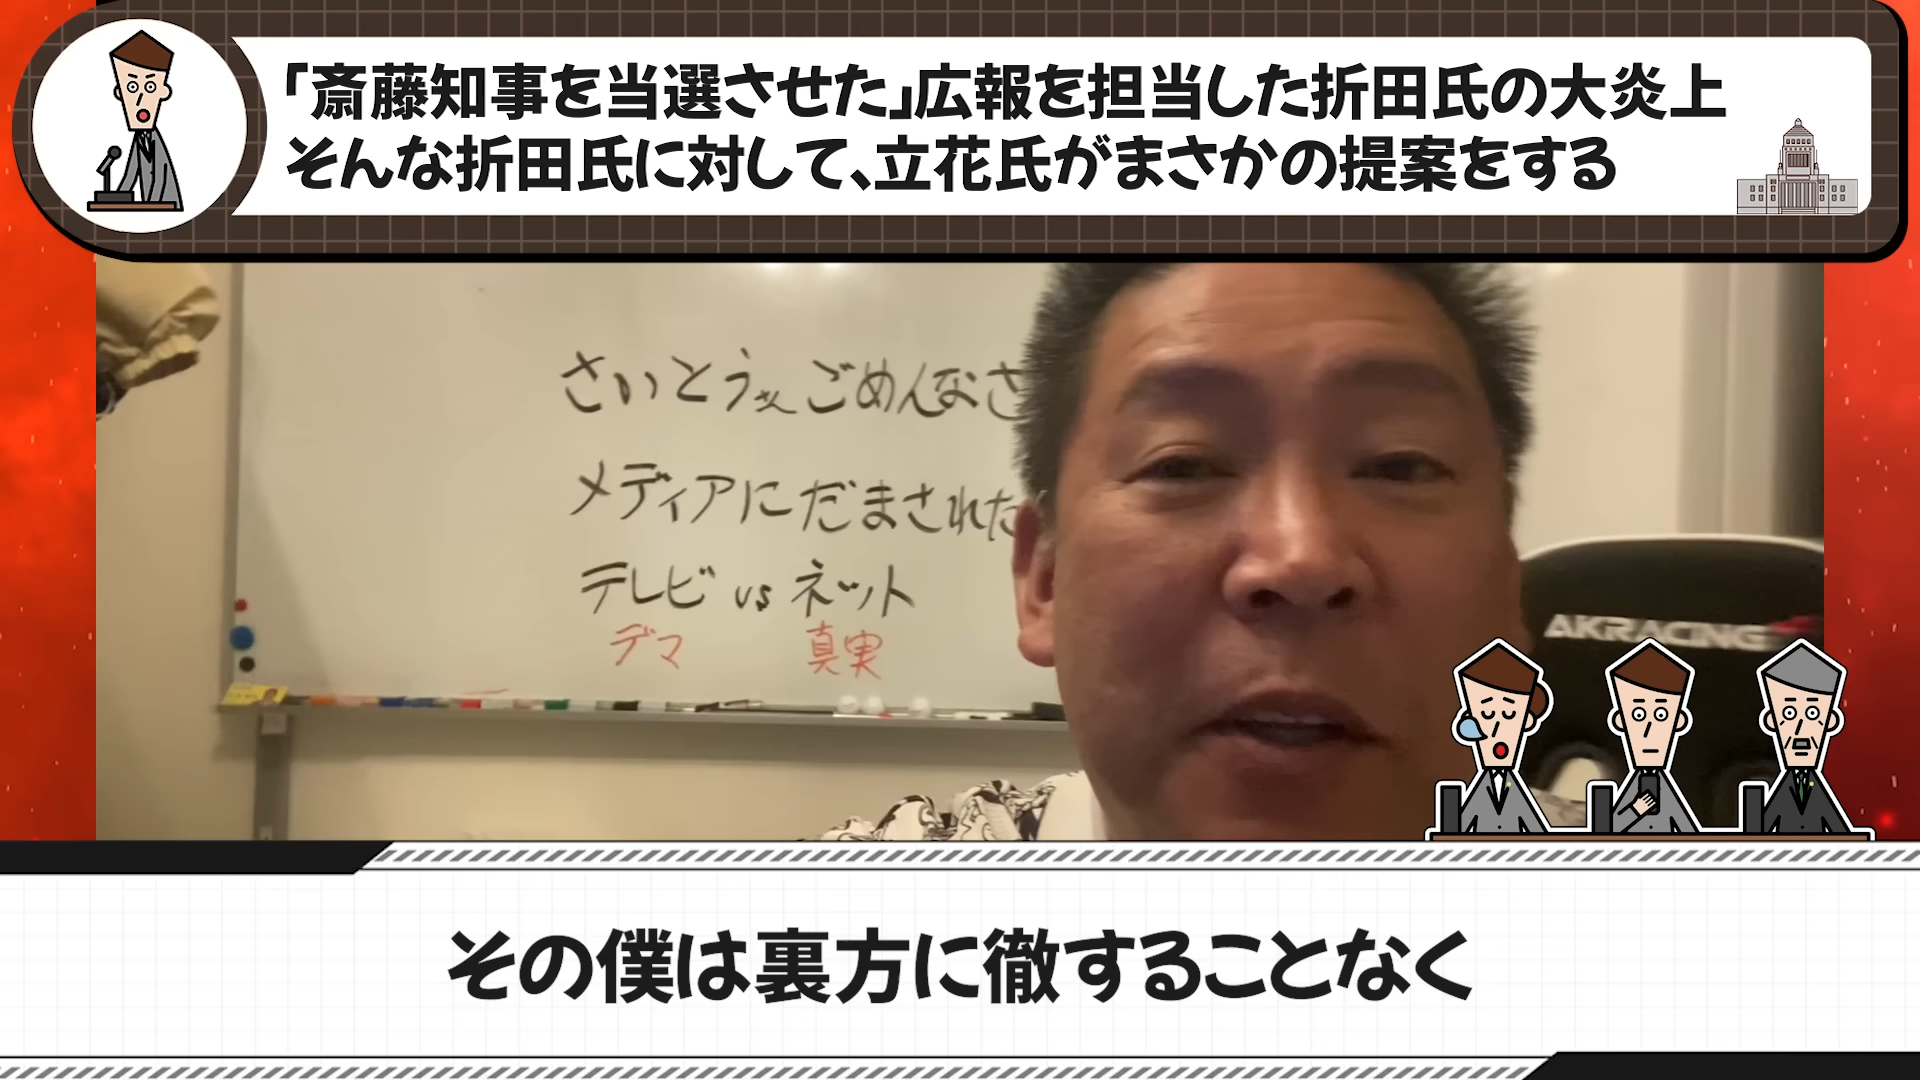 「斎藤知事を当選させた」広報を担当した折田氏の大炎上
そんな折田氏に対して、立花氏がまさかの提案をする
さいとうさんごめんなさ
メディアにだまされた
テレビ vs ネット
デマ 真実
AKRACING
その僕は裏方に徹することなく